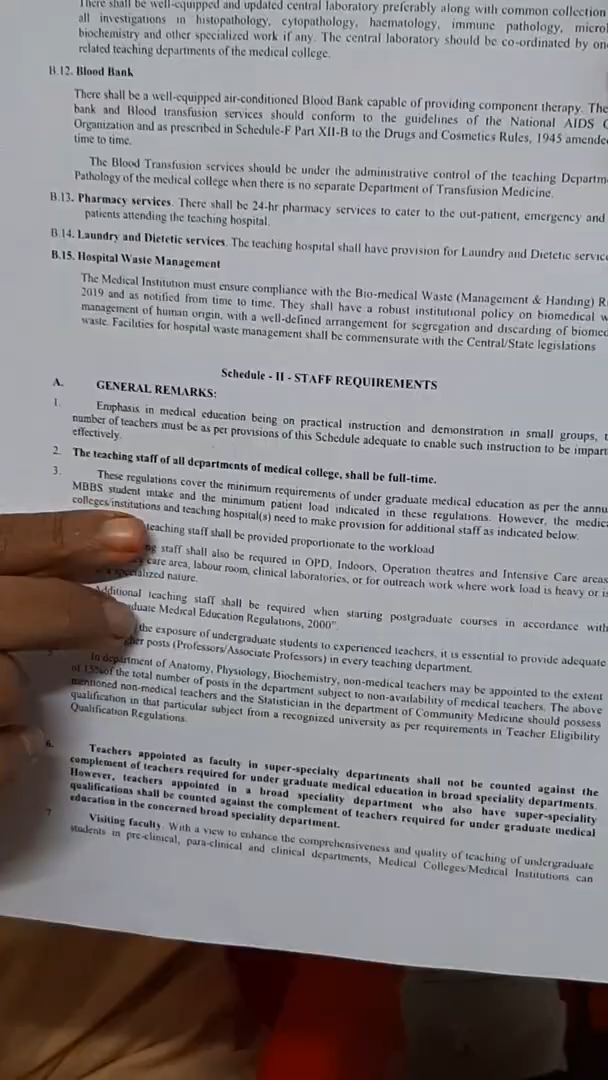 There shall be well-equipped and updated central laboratory preferably along with common collection
all investigations in histopathology, cytopathology, haematology, immune pathology,
biochemistry and other specialized work if any. The central laboratory should be co-ordinated by
related teaching departments of the medical college.
B.12. Blood Bank
There shall be a well-equipped air-conditioned Blood Bank capable of providing component therapy. The
bank and Blood transfusion services should conform to the guidelines of the National AIDS C
Organization and as prescribed in Schedule-F Part XII-B to the Drugs and Cosmetics Rules, 1945
time to time.
The Blood Transfusion services should be under the administrative control of the teaching
Pathology of the medical college when there is no separate Department of Transfusion Medicine.
B.13. Pharmacy services. There shall be 24-hr pharmacy services to cater to the out-patient, emergency and
patients attending the teaching hospital.
B.14. Laundry and Dietetic services. The teaching hospital shall have provision for Laundry and Dietetic
B.15. Hospital Waste Management
The Medical Institution must ensure compliance with the Bio-medical Waste (Management & Handing) R
2019 and as notified from time to time. They shall have a robust institutional policy on biomedical w
management of human origin, with a well-defined arrangement for segregation and discarding of
waste. Facilities for hospital waste management shall be commensurate with the Central/State legislations
Schedule - II - STAFF REQUIREMENTS
A. GENERAL REMARKS:
1. Emphasis in medical education being on practical instruction and demonstration in small groups, t
number of teachers must be as per provisions of this Schedule adequate to enable such instruction to be
effectively.
2. The teaching staff of all departments of medical college, shall be full-time.
3. These regulations cover the minimum requirements of under graduate medical education as per the
MBBS student intake and the minimum patient load indicated in these regulations. However, the
colleges/institutions and teaching hospital(s) need to make provision for additional staff as indicated below.
teaching staff shall be provided proportionate to the workload
staff shall also be required in OPD, Indoors, Operation theatres and Intensive Care areas
care area, labour room, clinical laboratories, or for outreach work where work load is heavy or is
nature.
Additional teaching staff shall be required when starting postgraduate courses in accordance with
Medical Education Regulations, 2000".
the exposure of undergraduate students to experienced teachers, it is essential to provide adequate
posts (Professors/Associate Professors) in every teaching department.
5. In department of Anatomy, Physiology, Biochemistry, non-medical teachers may be appointed to the extent
of 15% of the total number of posts in the department subject to non-availability of medical teachers. The above
mentioned non-medical teachers and the Statistician in the department of Community Medicine should possess
qualification in that particular subject from a recognized university as per requirements in Teacher Eligibility
Qualification Regulations.
6. Teachers appointed as faculty in super-specialty departments shall not be counted against the
complement of teachers required for under graduate medical education in broad speciality departments.
However, teachers appointed in a broad speciality department who also have super-speciality
qualifications shall be counted against the complement of teachers required for under graduate medical
education in the concerned broad speciality department.
7 Visiting faculty. With a view to enhance the comprehensiveness and quality of teaching of undergraduate
students in pre-clinical, para-clinical and clinical departments, Medical Colleges/Medical Institutions can